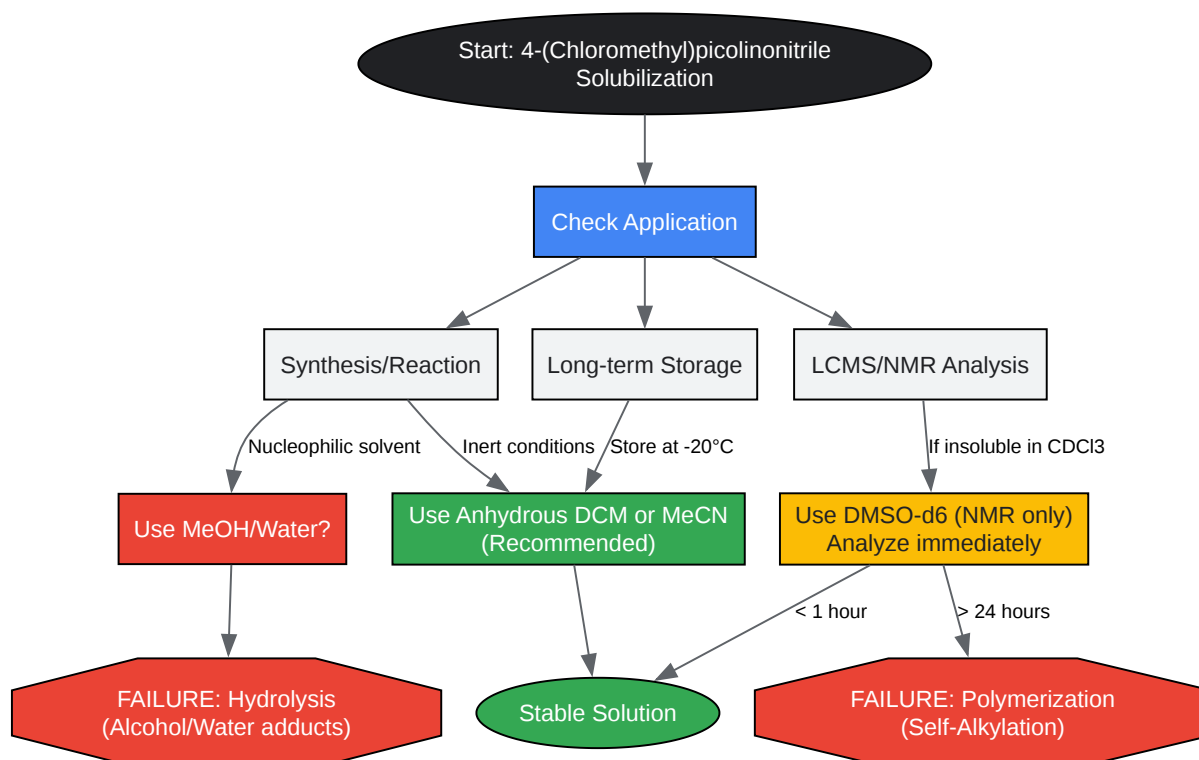 Start: 4-(Chloromethyl)picolinonitrile
Solubilization
Check Application
Synthesis/Reaction
Long-term Storage
LCMS/NMR Analysis
Nucleophilic solvent
Inert conditions
Store at -20°C
If insoluble in CDCl3
Use MeOH/Water?
Use Anhydrous DCM or MeCN
(Recommended)
Use DMSO-d6 (NMR only)
Analyze immediately
< 1 hour
> 24 hours
FAILURE: Hydrolysis
(Alcohol/Water adducts)
Stable Solution
FAILURE: Polymerization
(Self-Alkylation)